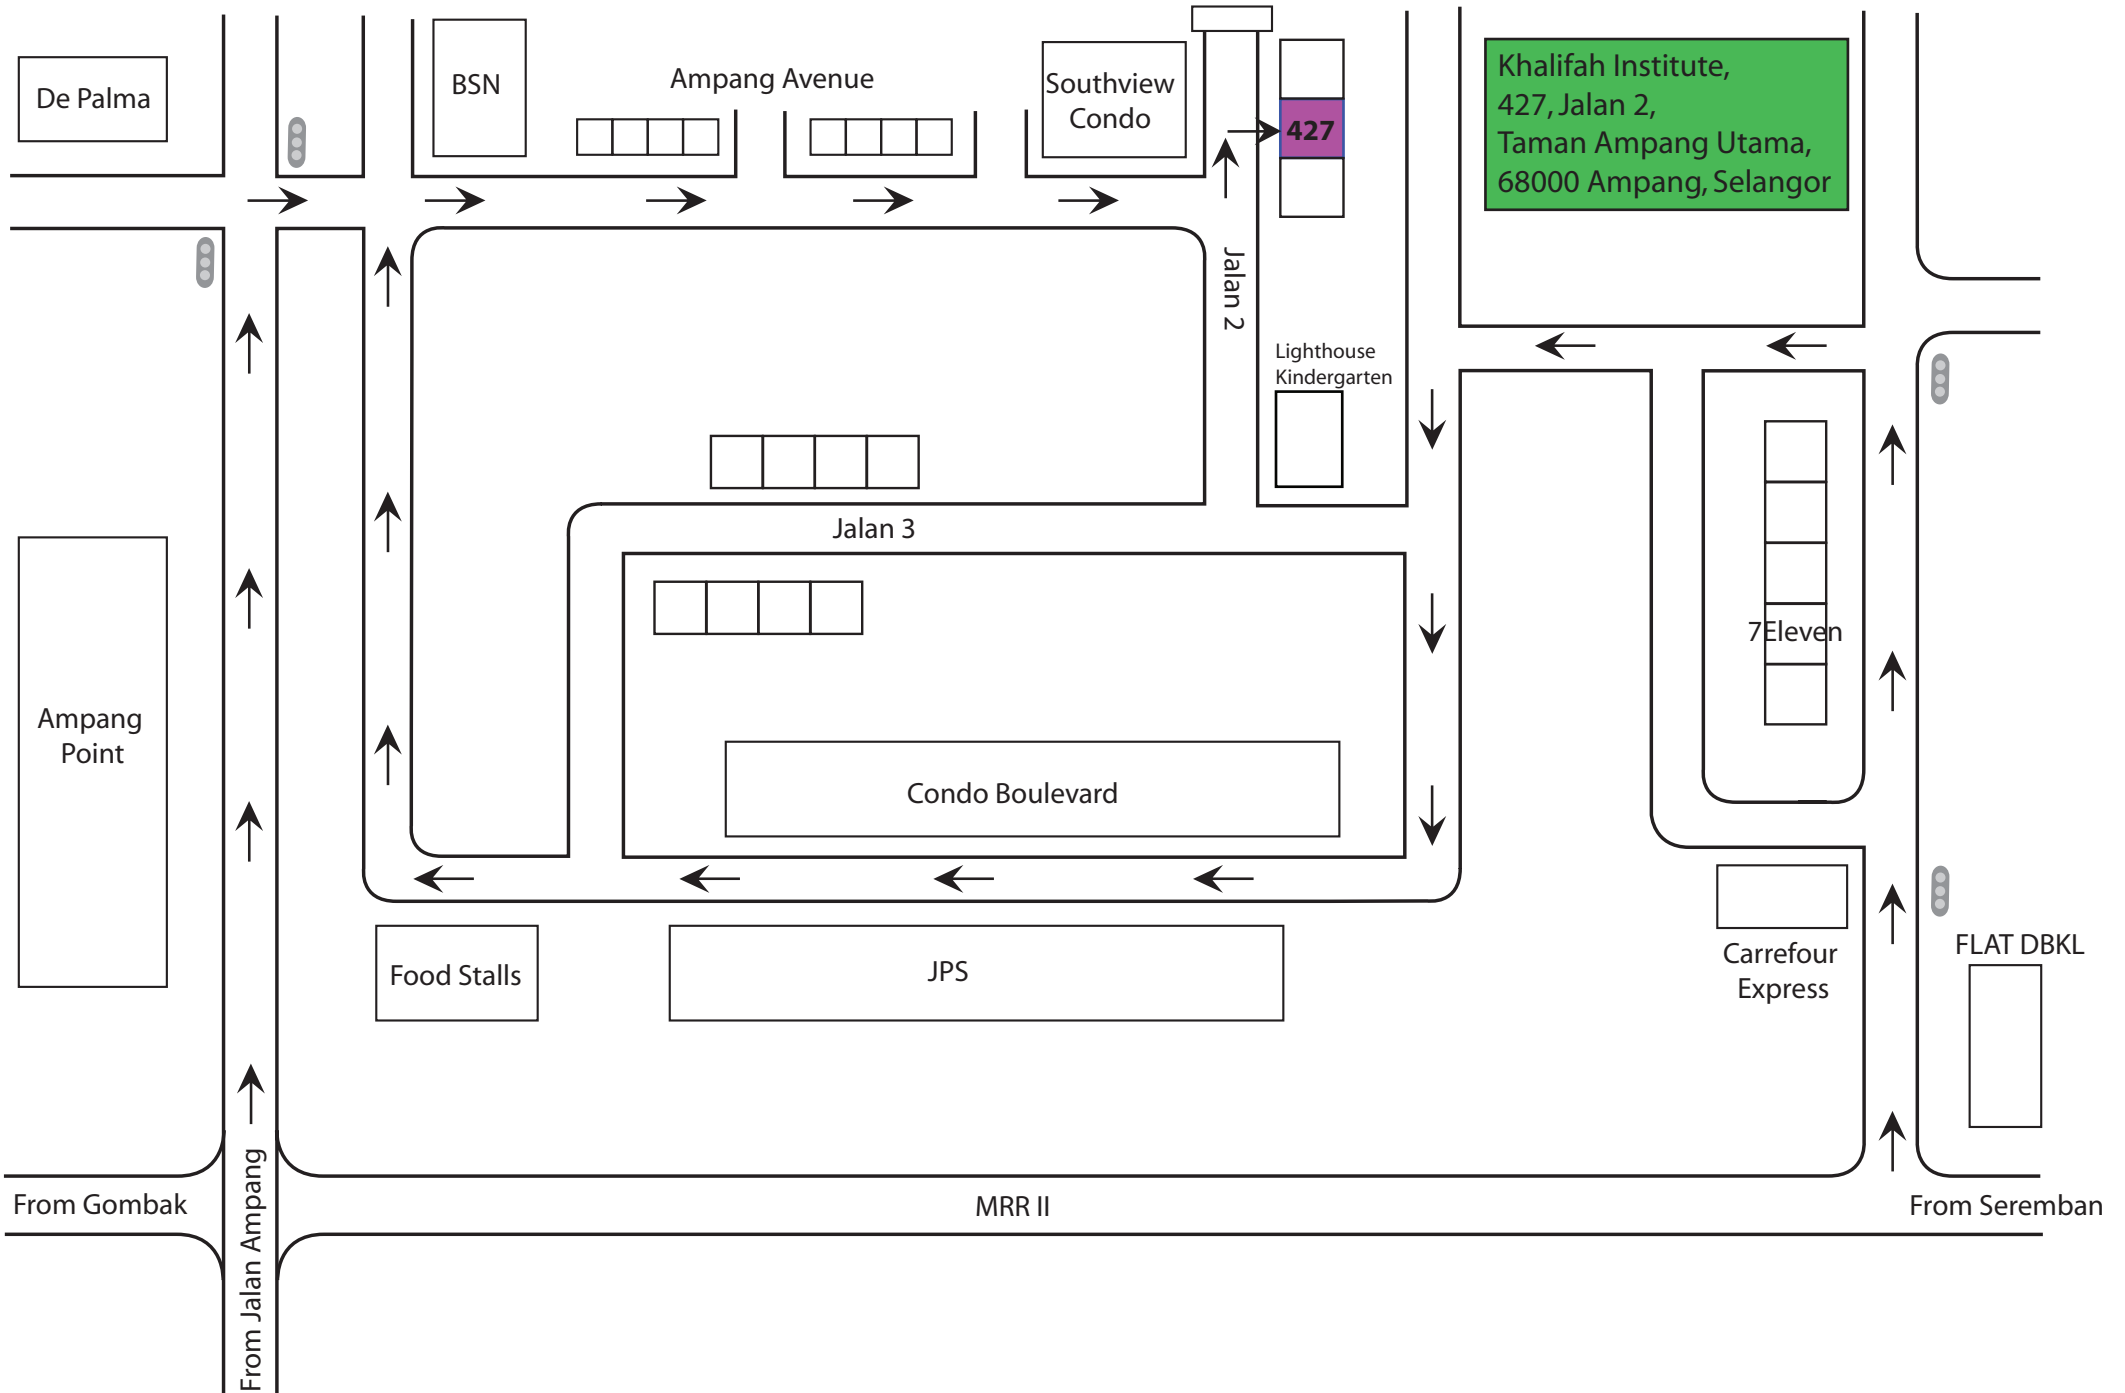 De Palma
BSN
Ampang Avenue
Southview
Condo
427
Khalifah Institute,
427, Jalan 2,
Taman Ampang Utama,
68000 Ampang, Selangor
Jalan 2
Lighthouse
Kindergarten
Jalan 3
7Eleven
Ampang
Point
Condo Boulevard
Food Stalls
JPS
Carrefour
Express
FLAT DBKL
From Gombak
From Jalan Ampang
MRR II
From Seremban